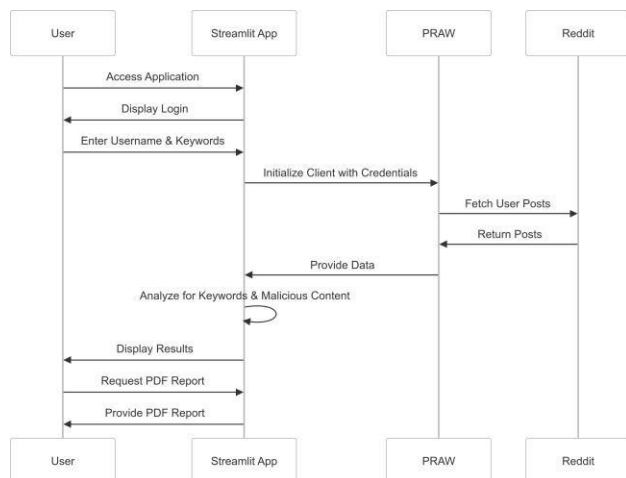 User
Streamlit App
PRAW
Reddit
Access Application
Display Login
Enter Username & Keywords
Initialize Client with Credentials
Fetch User Posts
Return Posts
Provide Data
Analyze for Keywords & Malicious Content
Display Results
Request PDF Report
Provide PDF Report
User
Streamlit App
PRAW
Reddit